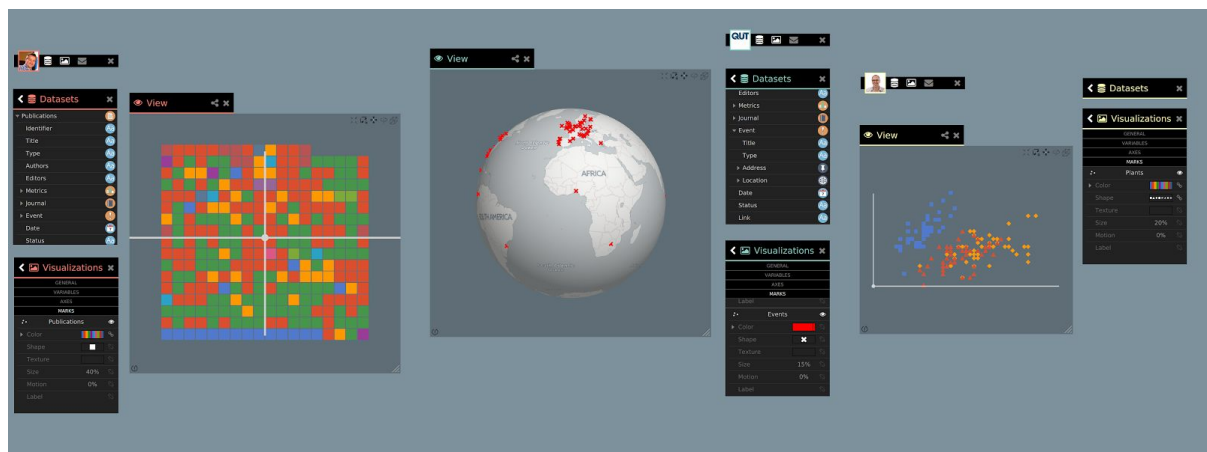 View
Datasets
Publications
Identifier
Title
Type
Authors
Editors
Metrics
Journal
Event
Date
Status
Visualizations
GENERAL
VARIABLES
AXES
MARKS
Publications
Color
Shape
Texture
Size 40%
Motion 0%
Label
View
AFRICA
SOUTH AMERICA
QUT
Datasets
Editors
Metrics
Journal
Event
Title
Type
Address
Location
Date
Status
Link
Visualizations
GENERAL
VARIABLES
AXES
MARKS
Label
Events
Color
Shape
Texture
Size 15%
Motion 0%
Label
View
Datasets
Visualizations
GENERAL
VARIABLES
AXES
MARKS
Plants
Color
Shape
Texture
Size 20%
Motion 0%
Label